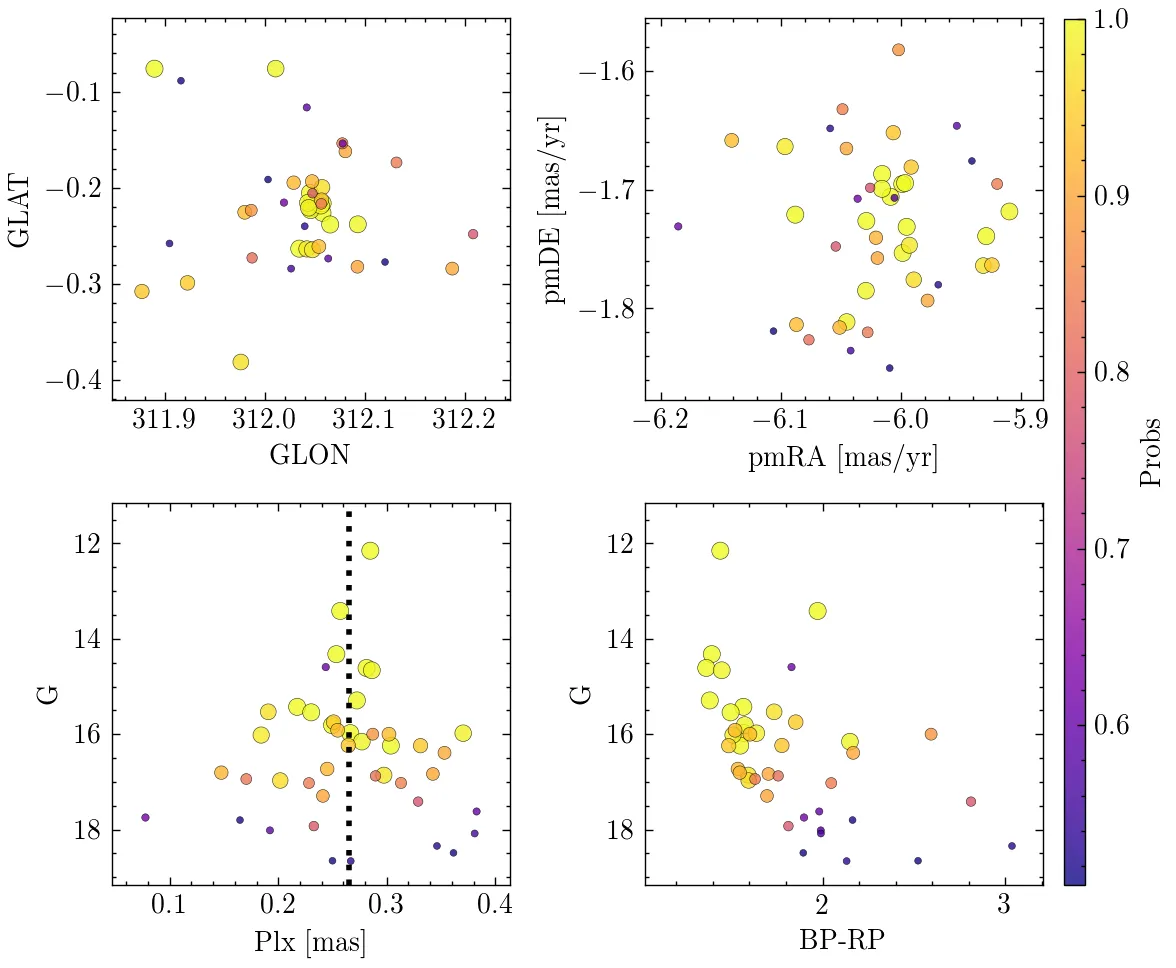 −0.1
−0.2
−0.3
−0.4
GLAT
311.9 312.0 312.1 312.2
GLON
−1.6
−1.7
−1.8
pmDE [mas/yr]
−6.2 −6.1 −6.0 −5.9
pmRA [mas/yr]
12
14
16
18
G
0.1 0.2 0.3 0.4
Plx [mas]
12
14
16
18
G
2 3
BP-RP
1.0
0.9
0.8
0.7
0.6
Probs